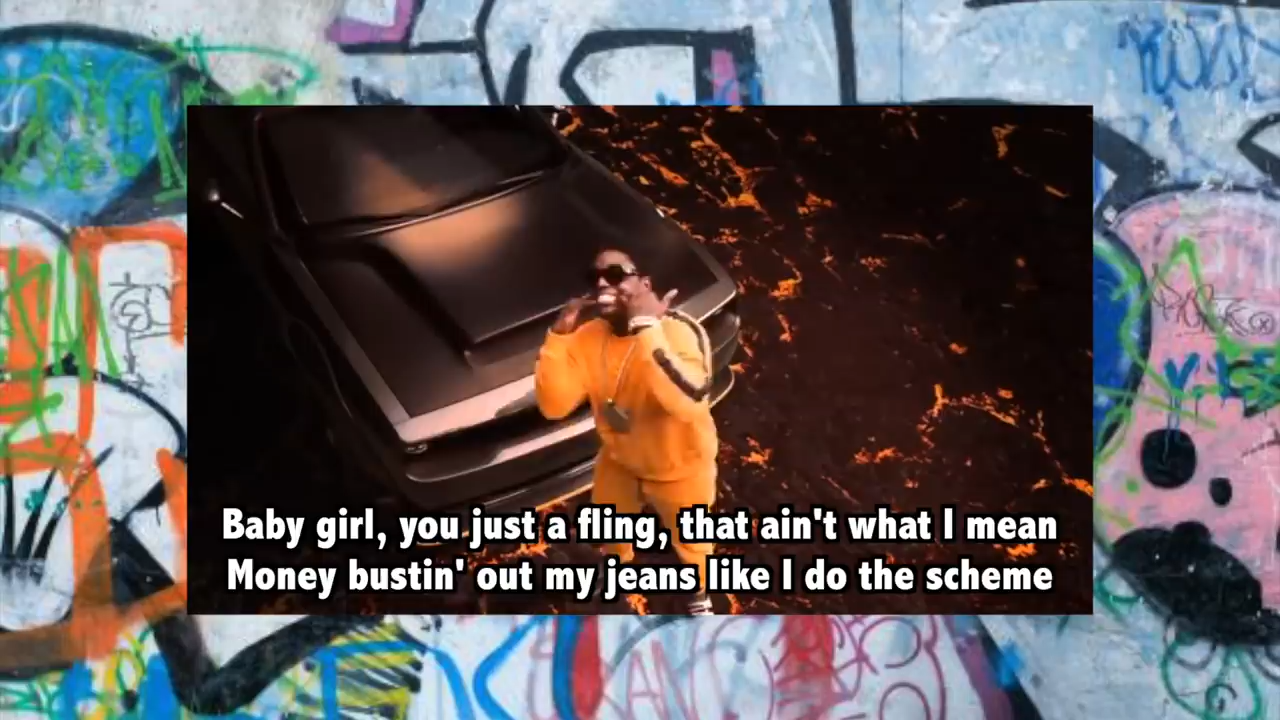 Baby girl, you just a fling, that ain't what I mean
Money bustin' out my jeans like I do the scheme